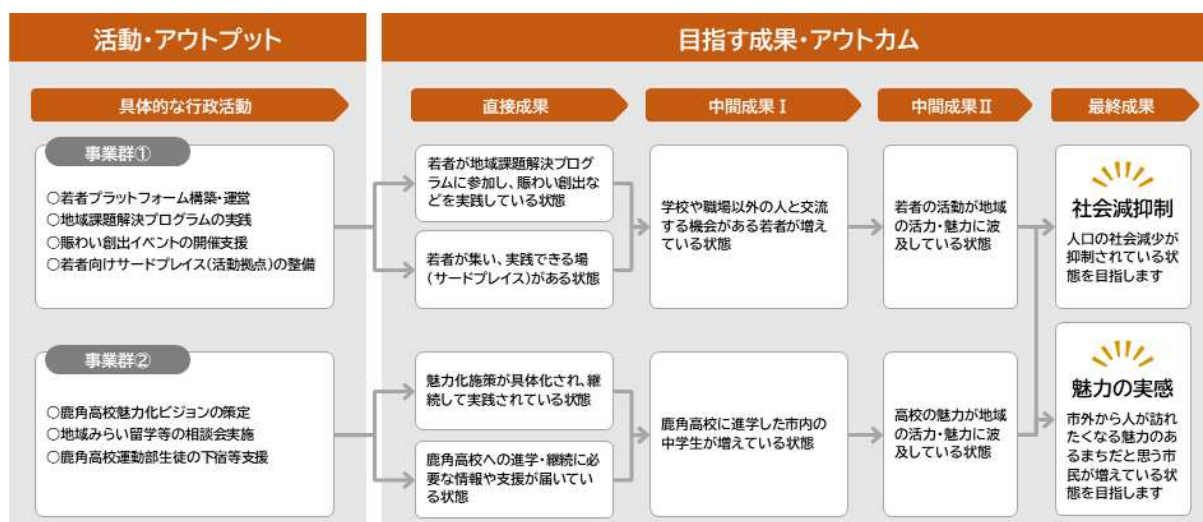 活動・アウトプット
目指す成果・アウトカム
具体的な行政活動
直接成果
中間成果Ⅰ
中間成果Ⅱ
最終成果
事業群①
○若者プラットフォーム構築・運営
○地域課題解決プログラムの実践
○賑わい創出イベントの開催支援
○若者向けサードプレイス(活動拠点)の整備
若者が地域課題解決プログ
ラムに参加し、賑わい創出な
どを実践している状態
若者が集い、実践できる場
(サードプレイス)がある状態
学校や職場以外の人と交流
する機会がある若者が増え
ている状態
若者の活動が地域
の活力・魅力に波
及している状態
社会減抑制
人口の社会減少が
抑制されている状
態を目指します
事業群②
○鹿角高校魅力化ビジョンの策定
○地域みらい留学等の相談会実施
○鹿角高校運動部生徒の下宿等支援
魅力化施策が具体化され、継
続して実践されている状態
鹿角高校への進学・継続に必
要な情報や支援が届いてい
る状態
鹿角高校に進学した市内の
中学生が増えている状態
高校の魅力が地域
の活力・魅力に波
及している状態
魅力の実感
市外から人が訪れ
たくなる魅力のあ
るまちだと思う市
民が増えている状
態を目指します